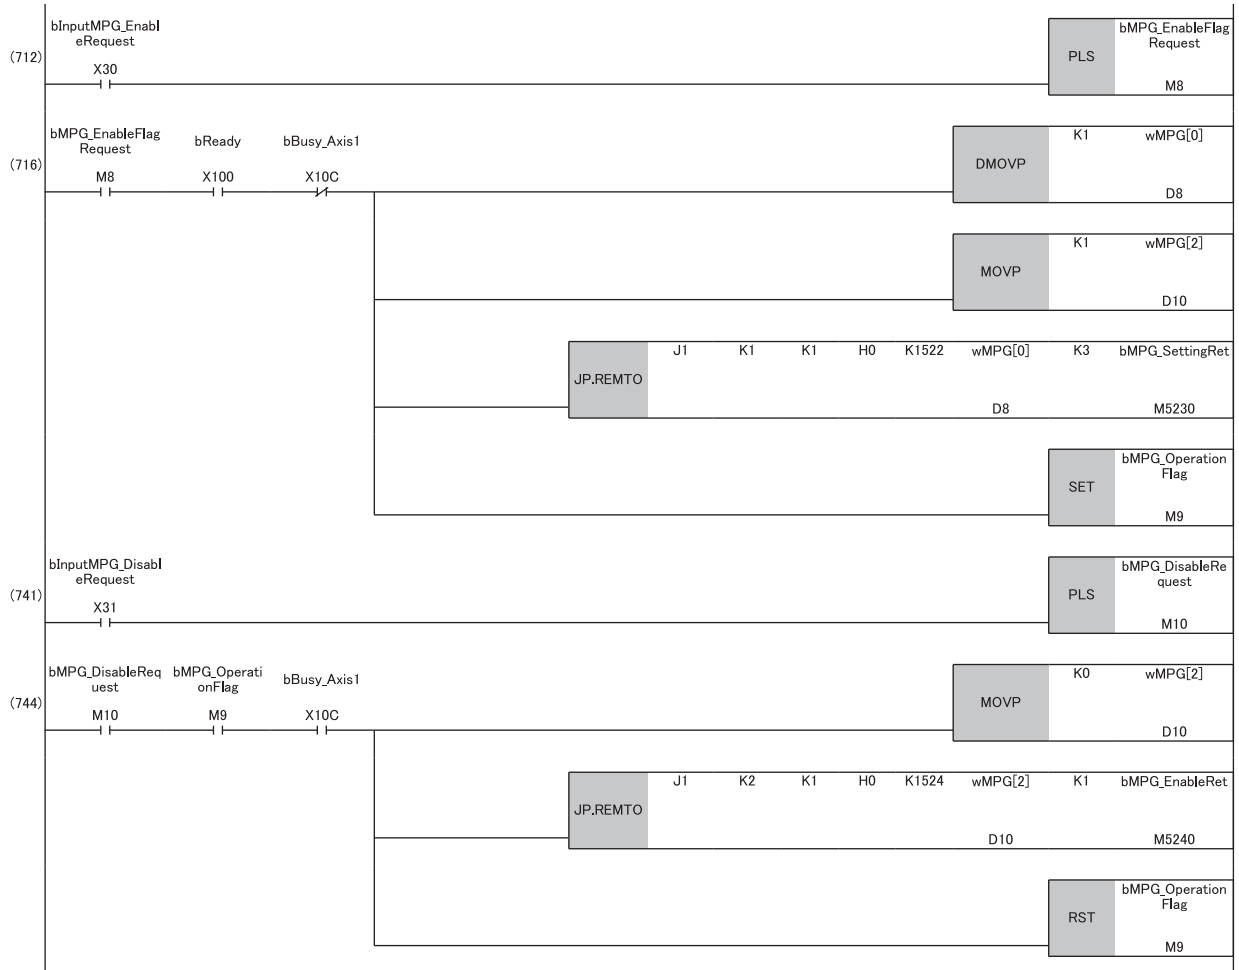 bInputMPG_Enabl
eRequest
(712)
X30
PLS
bMPG_EnableFlag
Request
M8
bMPG_EnableFlag
Request
bReady
bBusy_Axis1
(716)
M8
X100
X10C
DMOVP
K1
wMPG[0]
D8
MOVP
K1
wMPG[2]
D10
JP.REMTO
J1
K1
K1
H0
K1522
wMPG[0]
K3
bMPG_SettingRet
D8
M5230
SET
bMPG_Operation
Flag
M9
bInputMPG_Disabl
eRequest
(741)
X31
PLS
bMPG_DisableRe
quest
M10
bMPG_DisableReq
uest
bMPG_Operati
onFlag
bBusy_Axis1
(744)
M10
M9
X10C
MOVP
K0
wMPG[2]
D10
JP.REMTO
J1
K2
K1
H0
K1524
wMPG[2]
K1
bMPG_EnableRet
D10
M5240
RST
bMPG_Operation
Flag
M9